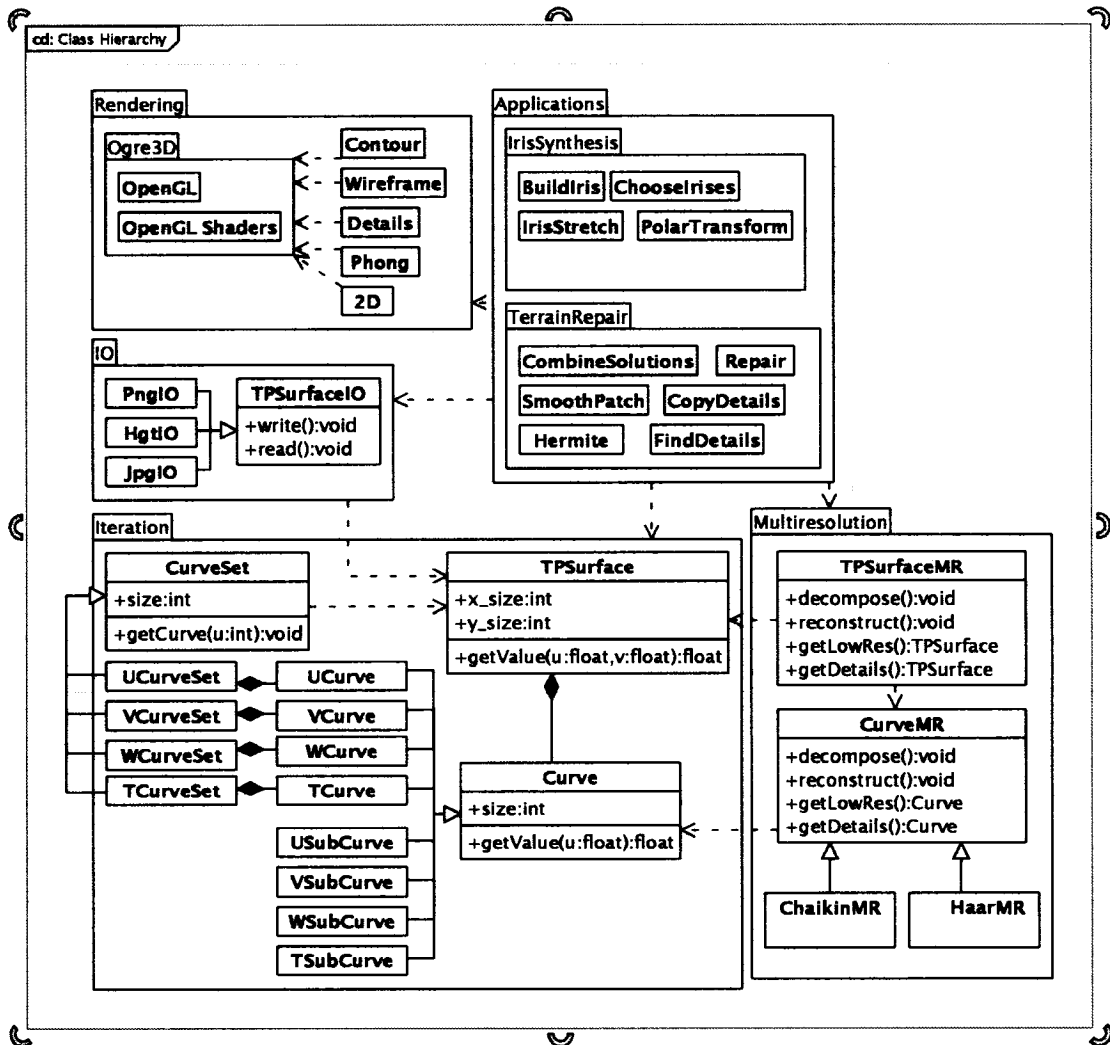 cd: Class Hierarchy
Rendering
Ogre3D
OpenGL
OpenGL Shaders
Contour
Wireframe
Details
Phong
2D
Applications
IrisSynthesis
BuildIris
ChooseIrises
IrisStretch
PolarTransform
TerrainRepair
CombineSolutions
Repair
SmoothPatch
CopyDetails
Hermite
FindDetails
IO
PngIO
HgtIO
JpgIO
TPSurfaceIO
+write():void
+read():void
Iteration
CurveSet
+size:int
+getCurve(u:int):void
TPSurface
+x_size:int
+y_size:int
+getValue(u:float,v:float):float
UCurveSet
UCurve
VCurveSet
VCurve
WCurveSet
WCurve
TCurveSet
TCurve
USubCurve
VSubCurve
WSubCurve
TSubCurve
Curve
+size:int
+getValue(u:float):float
Multiresolution
TPSurfaceMR
+decompose():void
+reconstruct():void
+getLowRes():TPSurface
+getDetails():TPSurface
CurveMR
+decompose():void
+reconstruct():void
+getLowRes():Curve
+getDetails():Curve
ChaikinMR
HaarMR